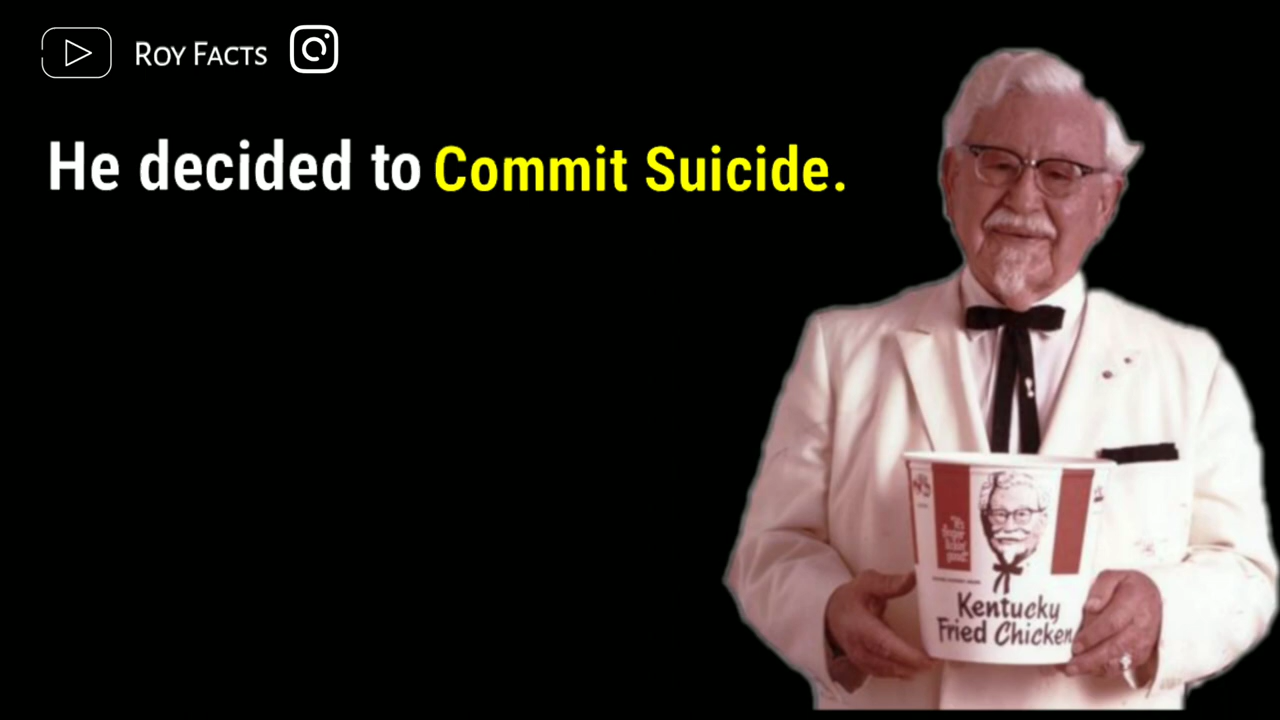 Roy Facts
He decided to Commit Suicide.
Kentucky
Fried Chicken